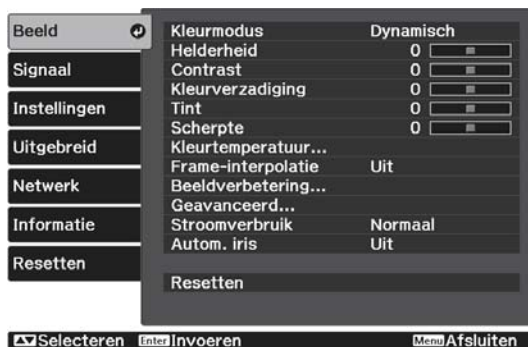 Beeld
Signaal
Instellingen
Uitgebreid
Netwerk
Informatie
Resetten
Kleurmodus Dynamisch
Helderheid 0
Contrast 0
Kleurverzadiging 0
Tint 0
Scherpte 0
Kleurtemperatuur...
Frame-interpolatie Uit
Beeldverbetering...
Geavanceerd...
Stroomverbruik Normaal
Autom. iris Uit
Resetten
Selecteren Enter Invoeren Menu Afsluiten